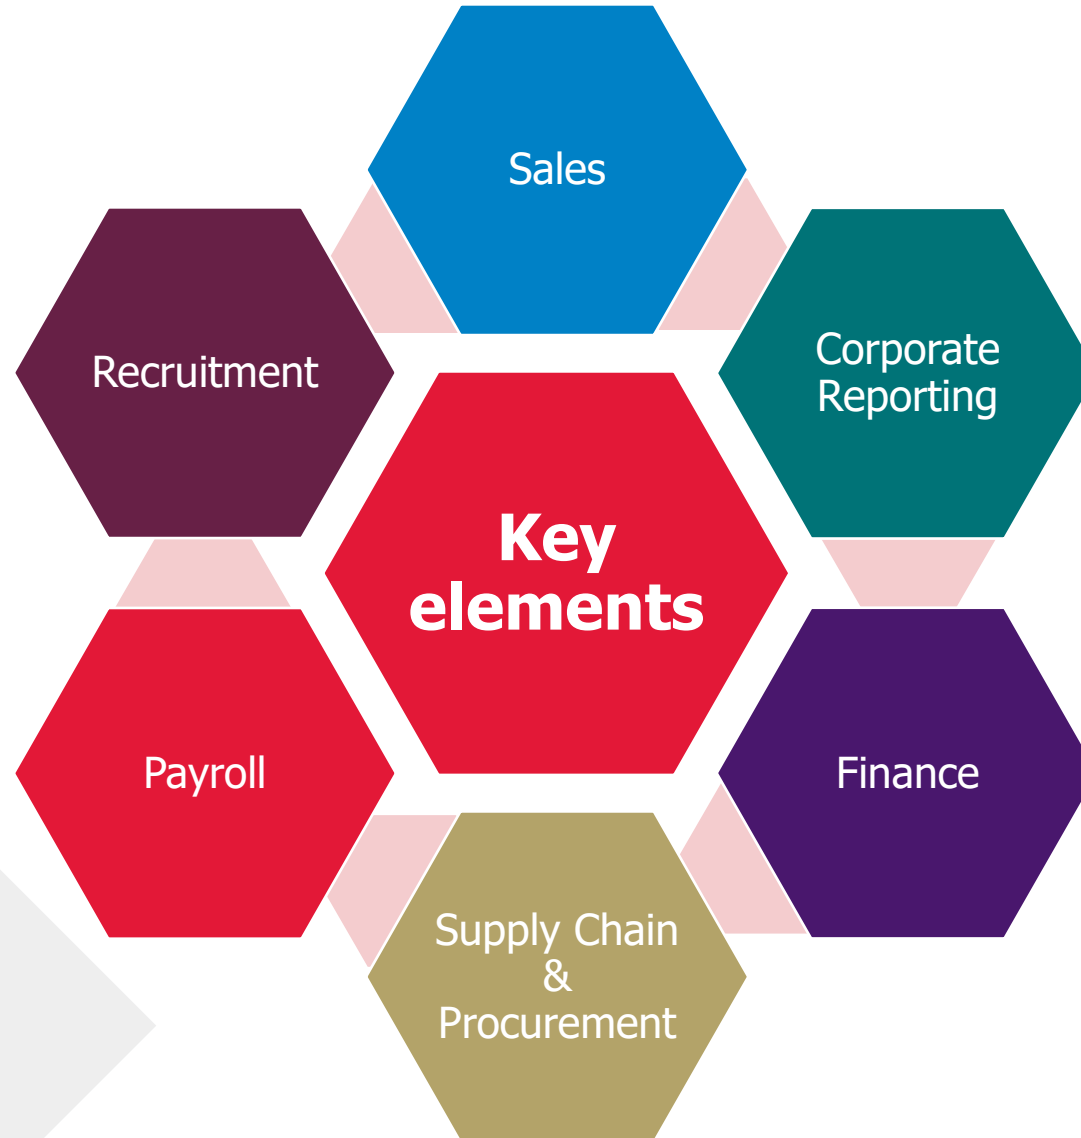 Sales
Corporate
Reporting
Recruitment
Key
elements
Payroll
Finance
Supply Chain
&
Procurement